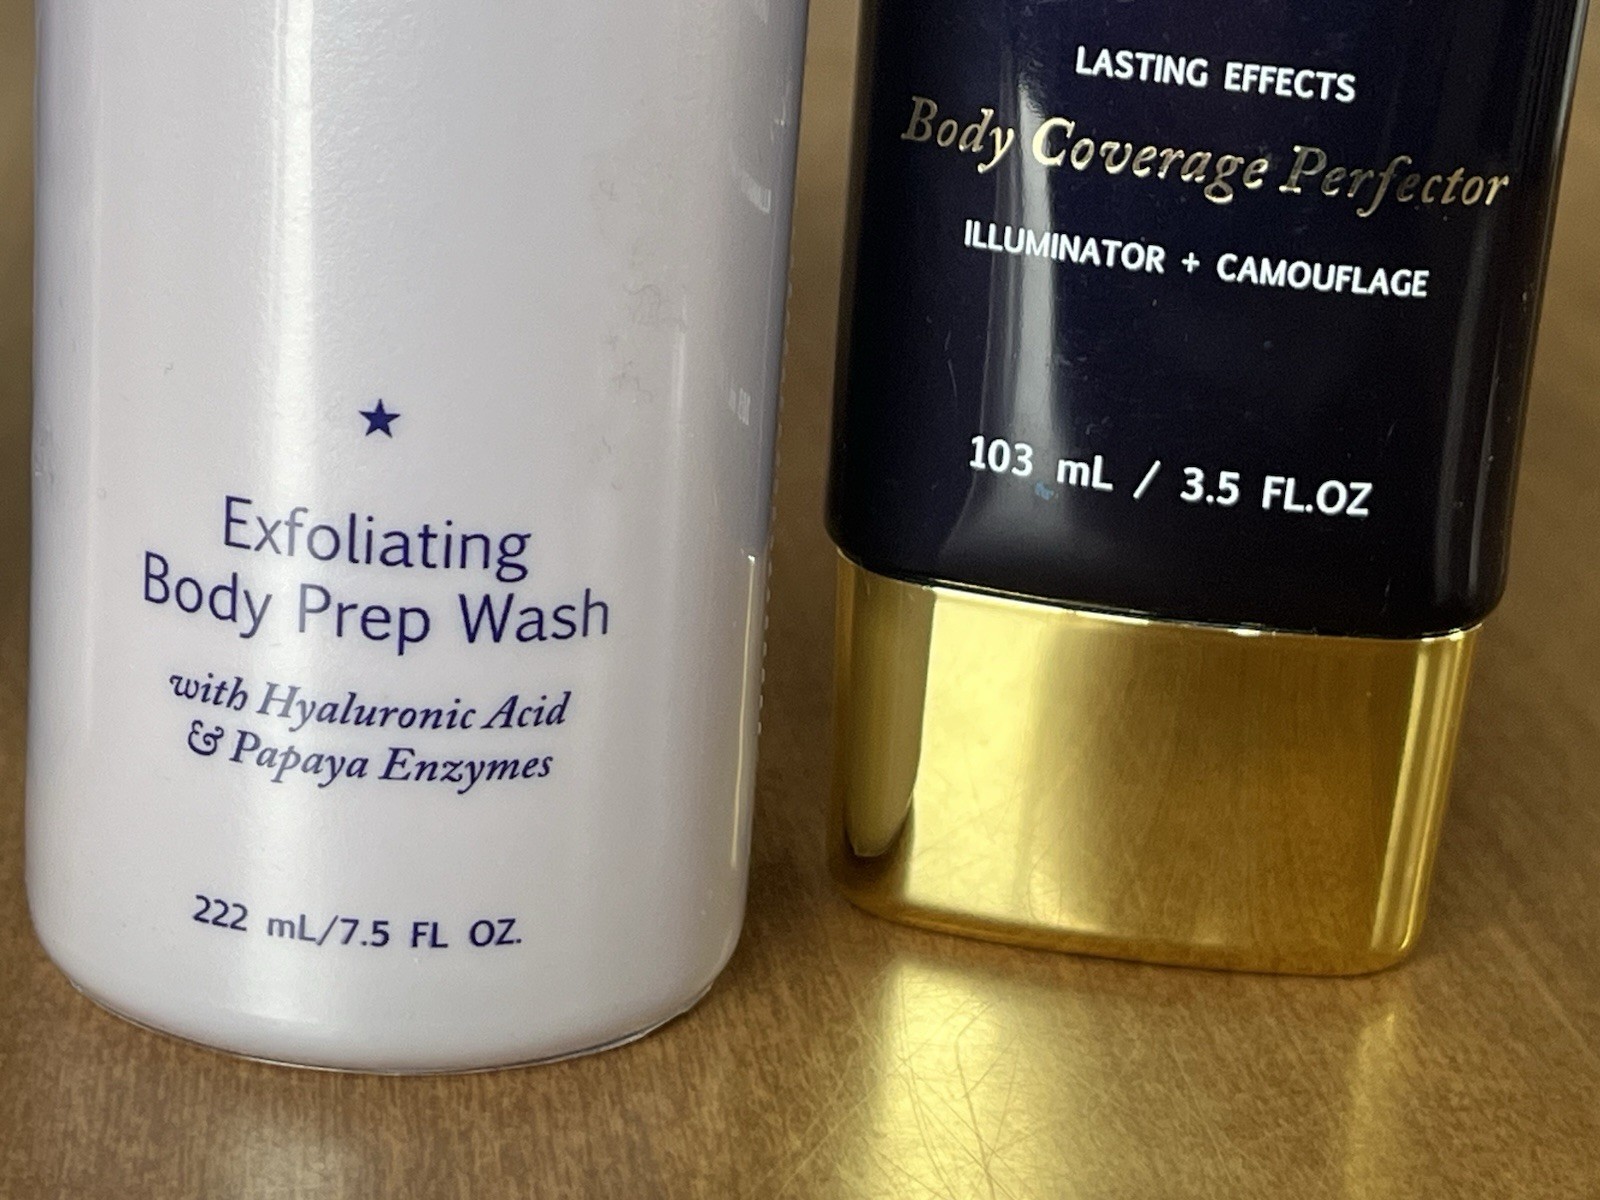 Exfoliating
Body Prep Wash
with Hyaluronic Acid
& Papaya Enzymes
222 mL/7.5 FL OZ.
LASTING EFFECTS
Body Coverage Perfector
ILLUMINATOR + CAMOUFLAGE
103 mL / 3.5 FL.OZ